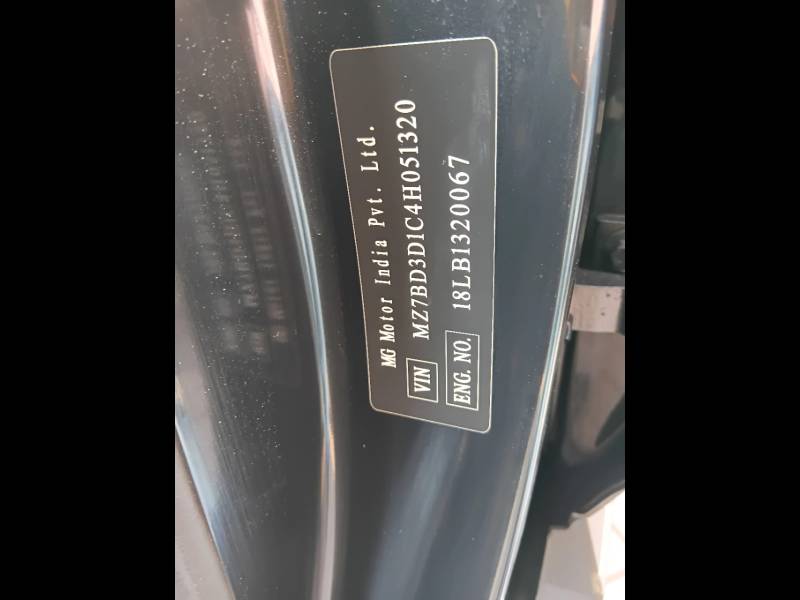 MG Motor India Pvt. Ltd.
VIN MZ7BD3D1C4H051320
ENG. NO. 18LB1320067